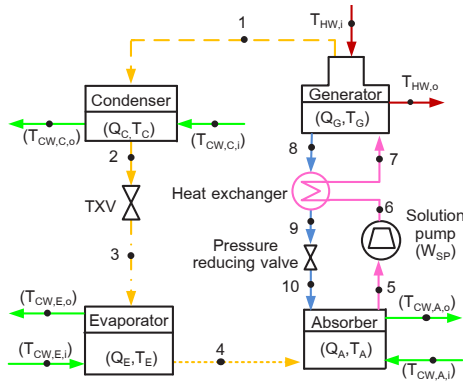 1
T_HW,i
Condenser
(Q_C,T_C)
(T_CW,C,o)
(T_CW,C,i)
Generator
(Q_G,T_G)
T_HW,o
2
8
7
TXV
Heat exchanger
6
Solution
pump
(W_SP)
9
Pressure
reducing valve
3
10
5
(T_CW,E,o)
Evaporator
(Q_E,T_E)
(T_CW,E,i)
4
Absorber
(Q_A,T_A)
(T_CW,A,o)
(T_CW,A,i)